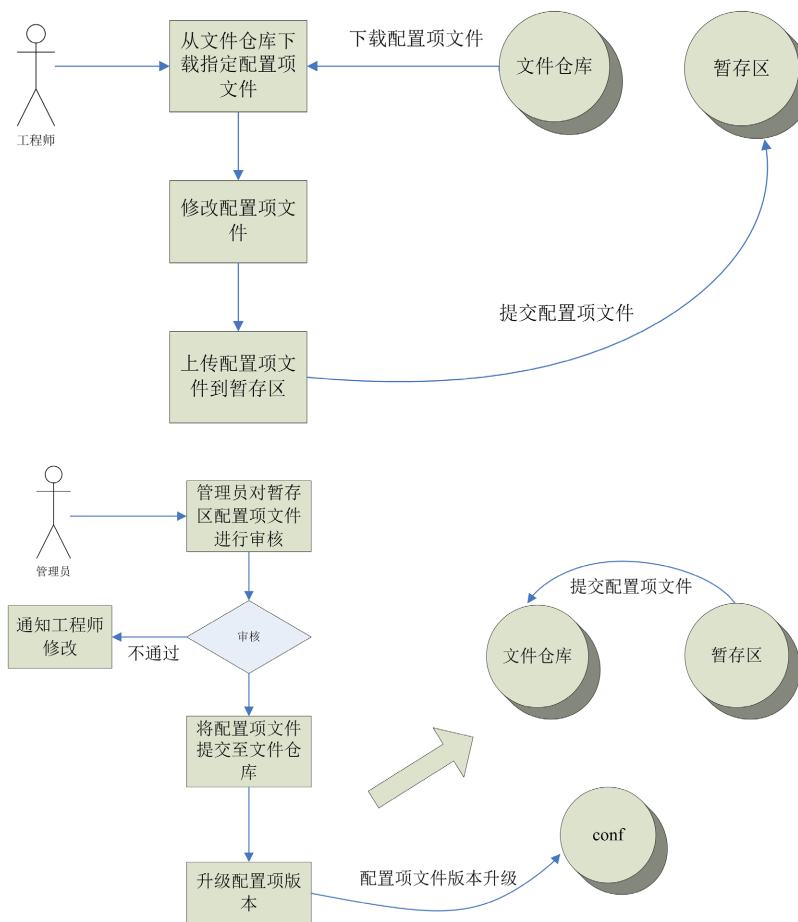 从文件仓库下
载指定配置项
文件
下载配置项文件
文件仓库
暂存区
工程师
修改配置项文
件
提交配置项文件
上传配置项文
件到暂存区
管理员对暂存
区配置项文件
进行审核
管理员
提交配置项文件
通知工程师
修改
不通过
审核
文件仓库
暂存区
将配置项文件
提交至文件仓
库
conf
升级配置项版
本
配置项文件版本升级